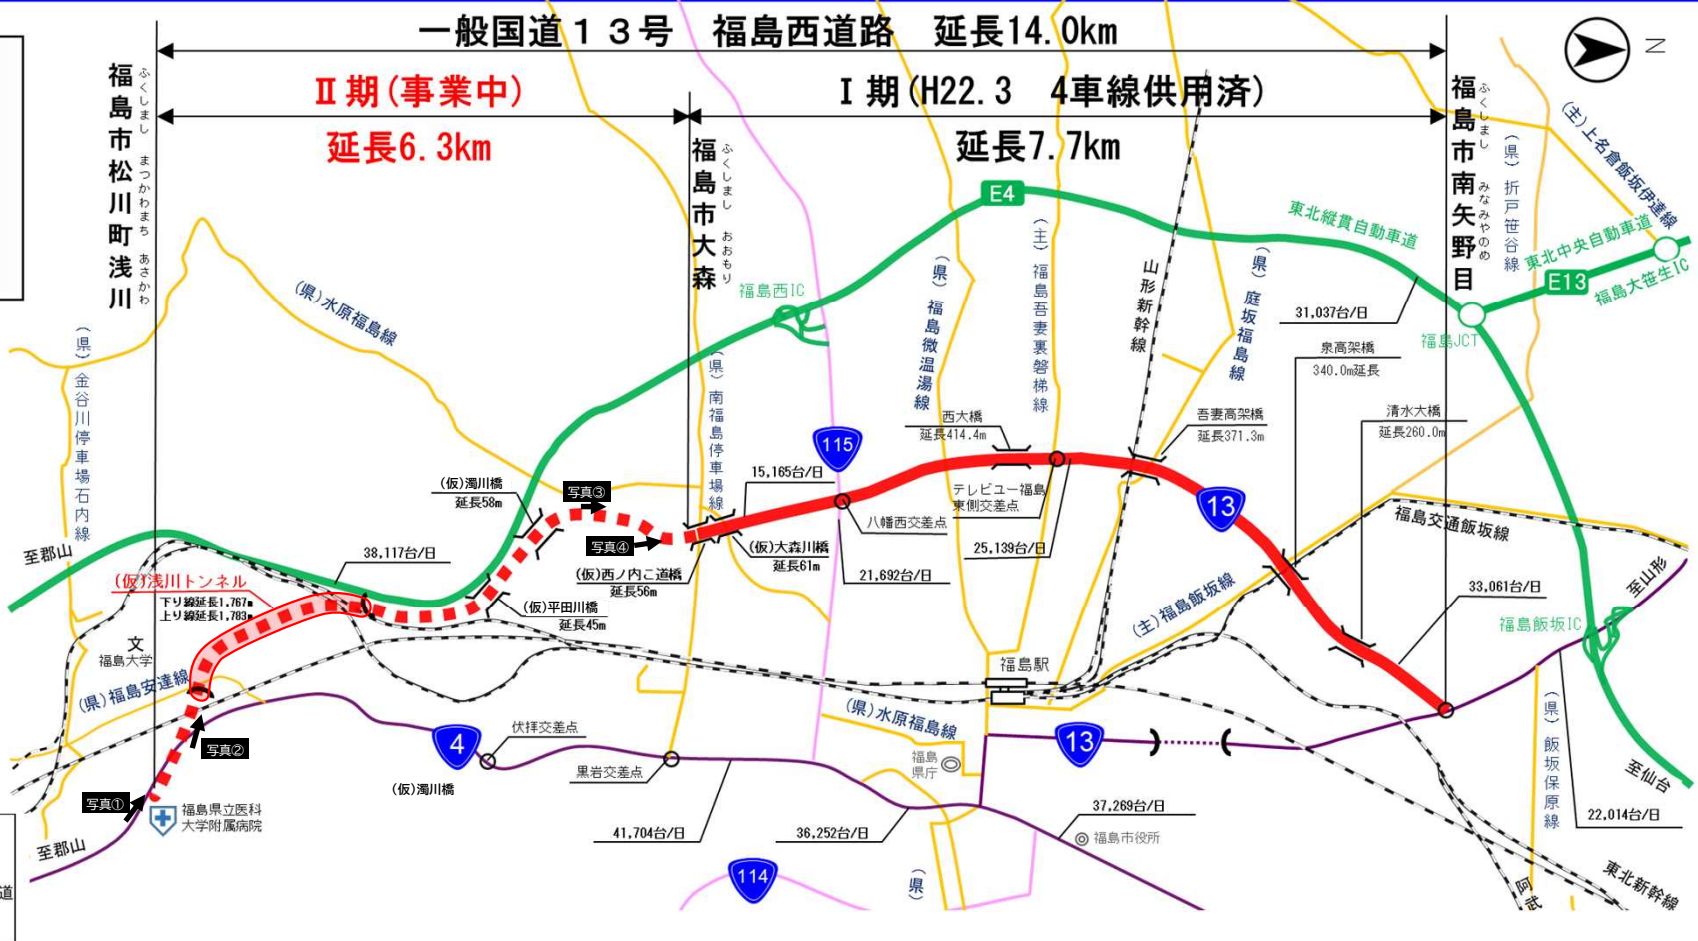 一般国道13号　福島西道路　延長14.0km
Ⅱ期(事業中)
延長6.3km
Ⅰ期(H22.3　4車線供用済)
延長7.7km
N
福島市松川町浅川
ふくしまし まつかわまち あさかわ
福島市大森
ふくしまし おおもり
福島市南矢野目
ふくしまし みなみやのめ
(主)上名倉飯坂伊達線
(県)折戸笹谷線
E4
東北縦貫自動車道
東北中央自動車道
E13
福島大笹生IC
福島JCT
福島西IC
(県)水原福島線
(県)金谷川停車場石内線
(県)南福島停車場線
(県)福島微温湯線
(主)福島吾妻裏磐梯線
山形新幹線
(県)庭坂福島線
31,037台/日
泉高架橋
340.0m延長
清水大橋
延長260.0m
吾妻高架橋
延長371.3m
西大橋
延長414.4m
115
15,165台/日
テレビュー福島
東側交差点
八幡西交差点
25,139台/日
21,692台/日
13
福島交通飯坂線
至山形
(仮)濁川橋
延長58m
写真③
写真④
(仮)大森川橋
延長61m
(仮)西ノ内こ道橋
延長56m
(仮)平田川橋
延長45m
至郡山
38,117台/日
(仮)浅川トンネル
下り線延長1,767m
上り線延長1,783m
文
福島大学
(県)福島安達線
(主)福島飯坂線
33,061台/日
福島飯坂IC
福島駅
写真②
写真①
福島県立医科
大学附属病院
至郡山
4
伏拝交差点
(仮)濁川橋
黒岩交差点
(県)水原福島線
福島
県庁
13
41,704台/日
36,252台/日
37,269台/日
福島市役所
114
(県)
(県)飯坂保原線
至仙台
22,014台/日
東北新幹線
阿武
道